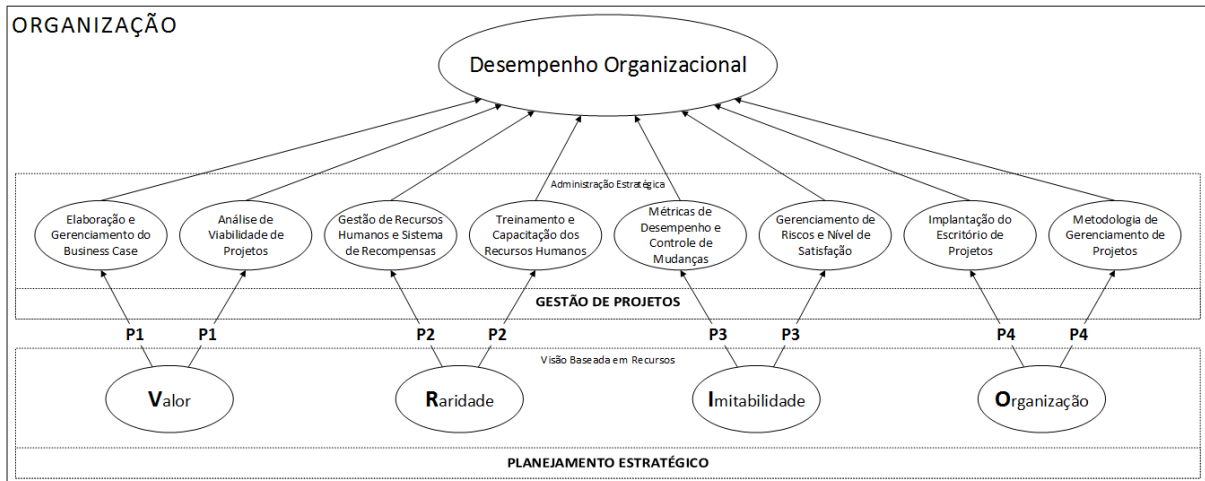 ORGANIZAÇÃO
Desempenho Organizacional
Administração Estratégica
Elaboração e
Gerenciamento do
Business Case
Análise de
Viabilidade de
Projetos
Gestão de Recursos
Humanos e Sistema
de Recompensas
Treinamento e
Capacitação dos
Recursos Humanos
Métricas de
Desempenho e
Controle de
Mudanças
Gerenciamento de
Riscos e Nível de
Satisfação
Implantação do
Escritório de
Projetos
Metodologia de
Gerenciamento de
Projetos
GESTÃO DE PROJETOS
P1 P1 P2 P2 P3 P3 P4 P4
Visão Baseada em Recursos
Valor
Raridade
Imitabilidade
Organização
PLANEJAMENTO ESTRATÉGICO